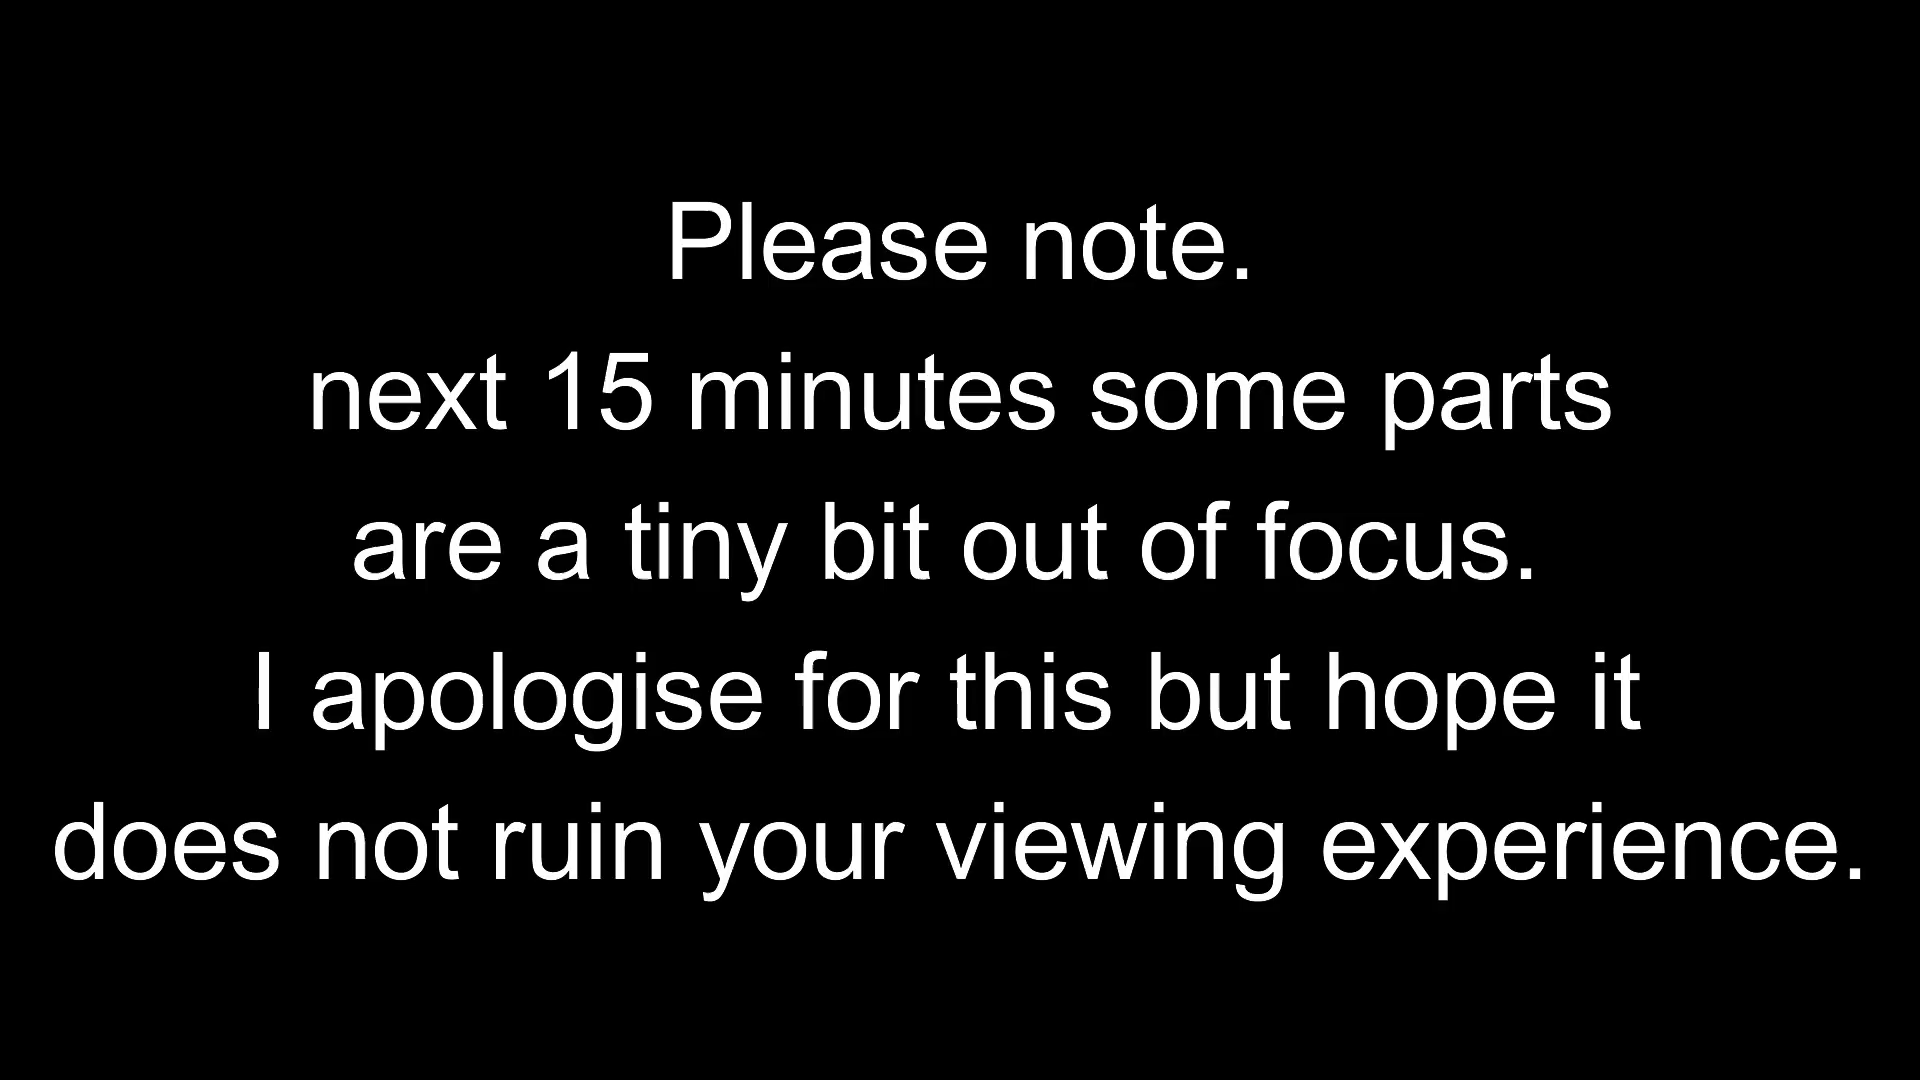 Please note.
next 15 minutes some parts
are a tiny bit out of focus.
I apologise for this but hope it
does not ruin your viewing experience.